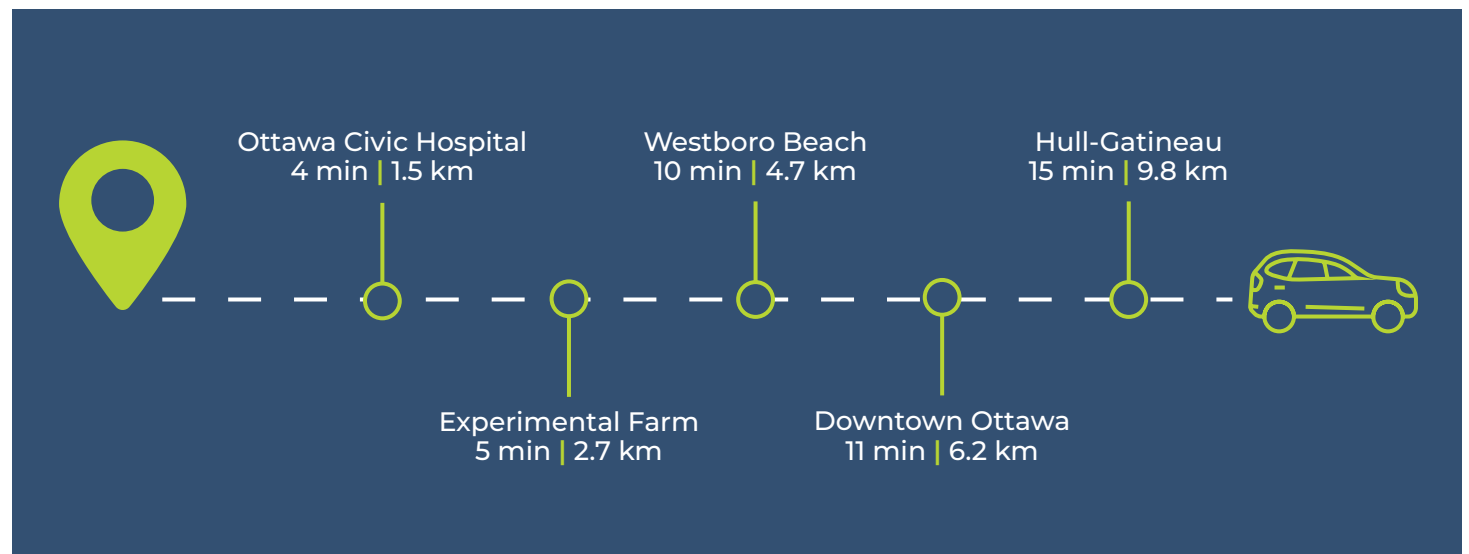 Ottawa Civic Hospital
4 min | 1.5 km
Experimental Farm
5 min | 2.7 km
Westboro Beach
10 min | 4.7 km
Downtown Ottawa
11 min | 6.2 km
Hull-Gatineau
15 min | 9.8 km